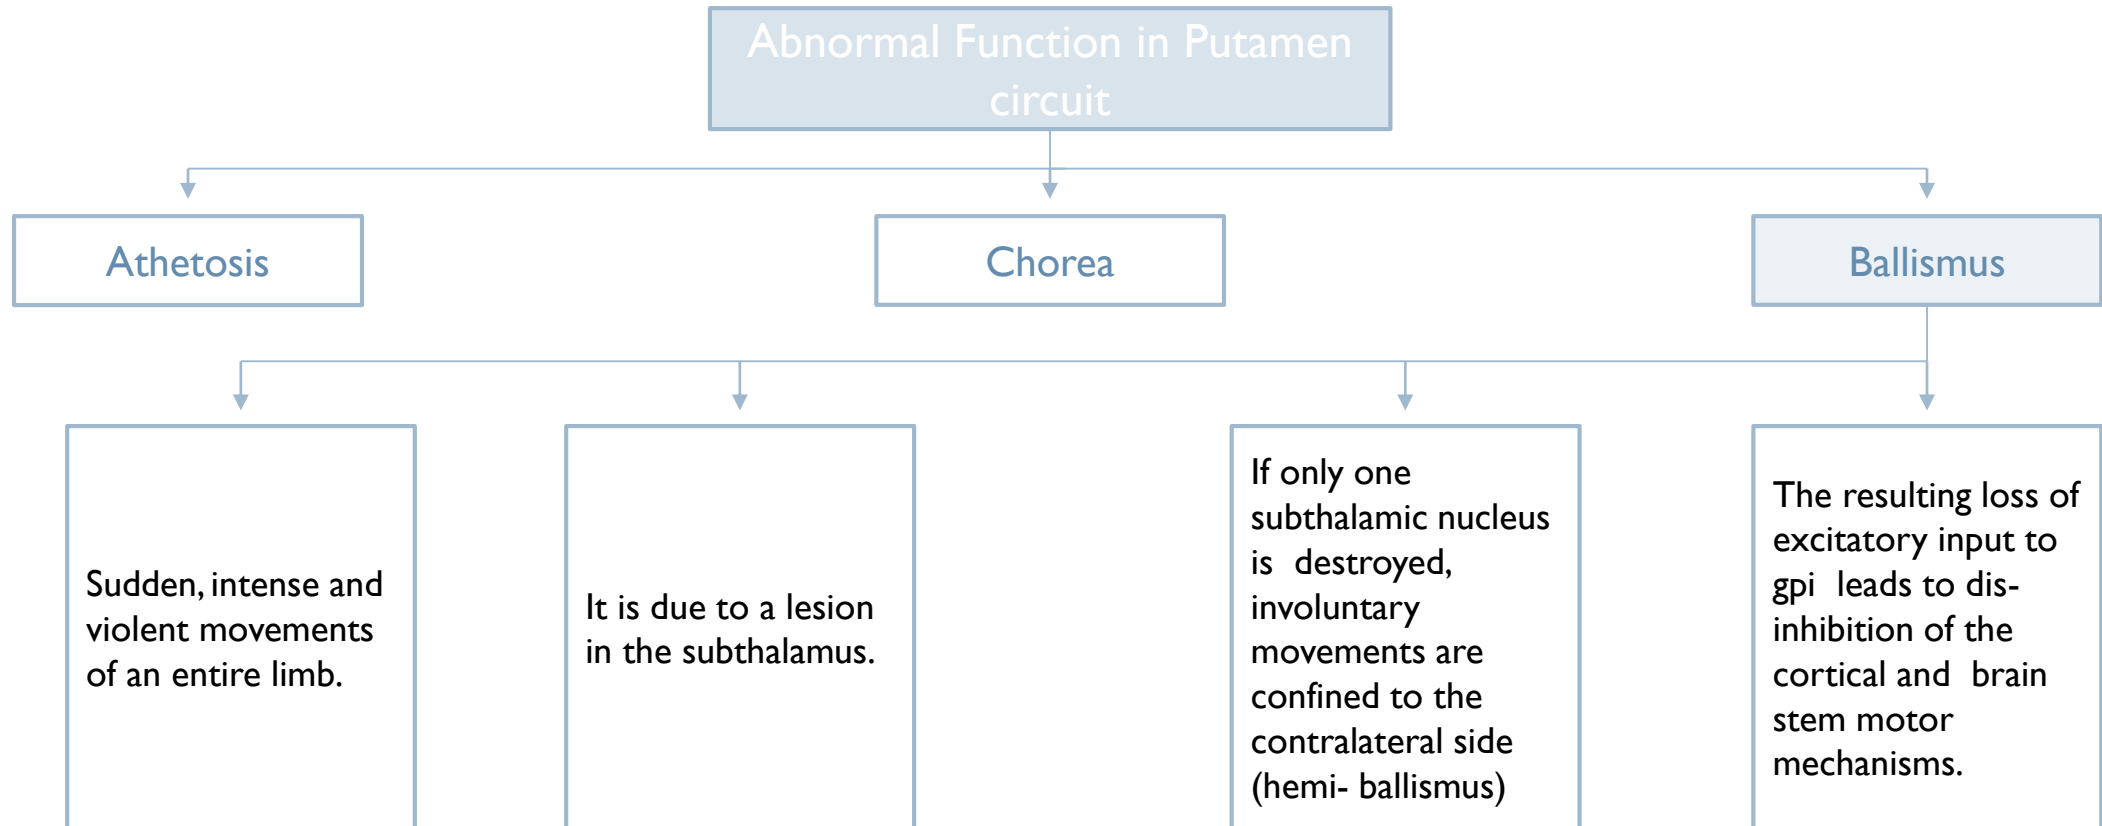 Abnormal Function in Putamen
circuit
Athetosis
Chorea
Ballismus
Sudden, intense and
violent movements
of an entire limb.
It is due to a lesion
in the subthalamus.
If only one
subthalamic nucleus
is destroyed,
involuntary
movements are
confined to the
contralateral side
(hemi- ballismus)
The resulting loss of
excitatory input to
gpi leads to dis-
inhibition of the
cortical and brain
stem motor
mechanisms.